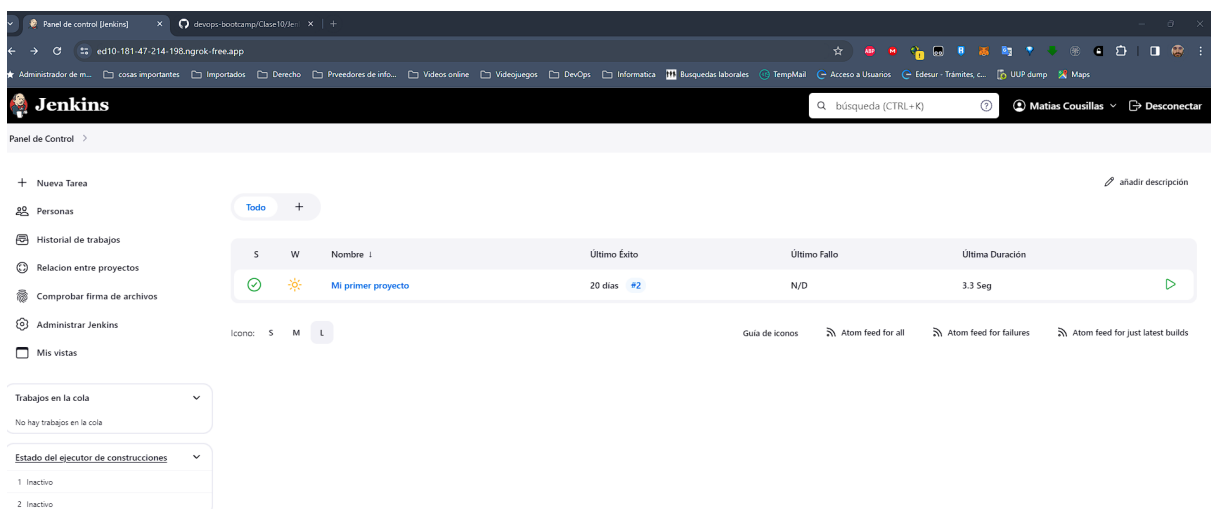 Panel de control [Jenkins]
devops-bootcamp/Clase10/Jen
ed10-181-47-214-198.ngrok-free.app
Administrador de m...
cosas importantes
Importados
Derecho
Prveedores de info...
Videos online
Videojuegos
DevOps
Informatica
Busquedas laborales
TempMail
Acceso a Usuarios
Edesur - Trámites, c...
UUP dump
Maps
Jenkins
búsqueda (CTRL+K)
Matias Cousillas
Desconectar
Panel de Control
Nueva Tarea
Personas
Historial de trabajos
Relacion entre proyectos
Comprobar firma de archivos
Administrar Jenkins
Mis vistas
Trabajos en la cola
No hay trabajos en la cola
Estado del ejecutor de construcciones
1 Inactivo
2 Inactivo
añadir descripción
Todo +
S W Nombre ↓ Último Éxito Último Fallo Última Duración
Mi primer proyecto 20 días #2 N/D 3.3 Seg
Icono: S M L
Guía de iconos
Atom feed for all
Atom feed for failures
Atom feed for just latest builds